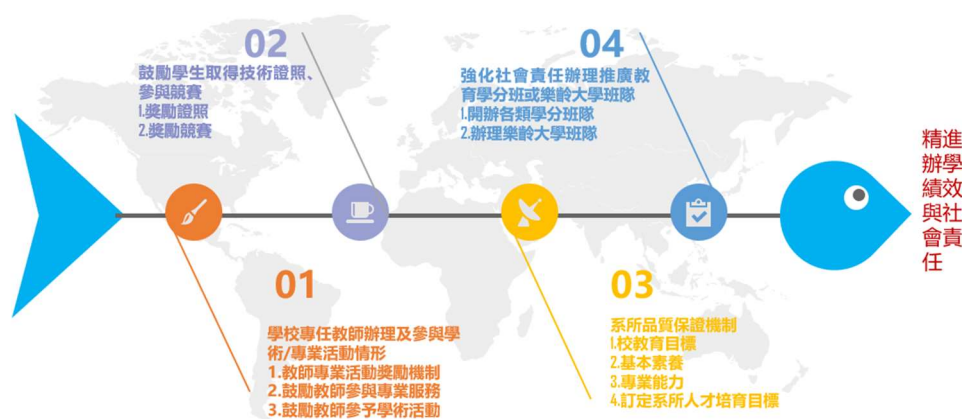 02
鼓勵學生取得技術證照、
參與競賽
1.獎勵證照
2.獎勵競賽
04
強化社會責任辦理推廣教
育學分班或樂齡大學班隊
1.開辦各類學分班隊
2.辦理樂齡大學班隊
01
學校專任教師辦理及參與學
術/專業活動情形
1.教師專業活動獎勵機制
2.鼓勵教師參與專業服務
3.鼓勵教師參予學術活動
03
系所品質保證機制
1.校教育目標
2.基本素養
3.專業能力
4.訂定系所人才培育目標
精進
辦學
績效
與社
會責
任